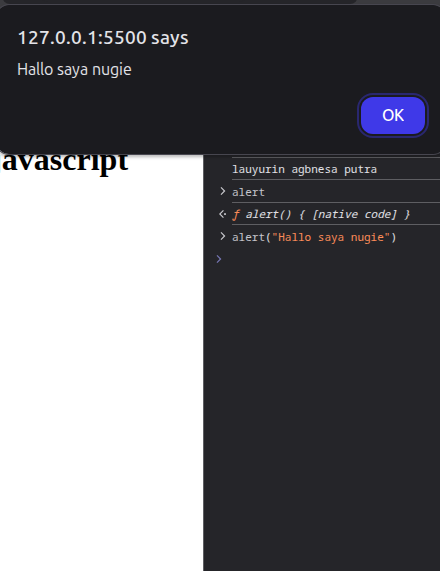 127.0.0.1:5500 says
Hallo saya nugie
OK
avascript
lauyurin agbnesa putra
> alert
<· ƒ alert() { [native code] }
> alert("Hallo saya nugie")
>